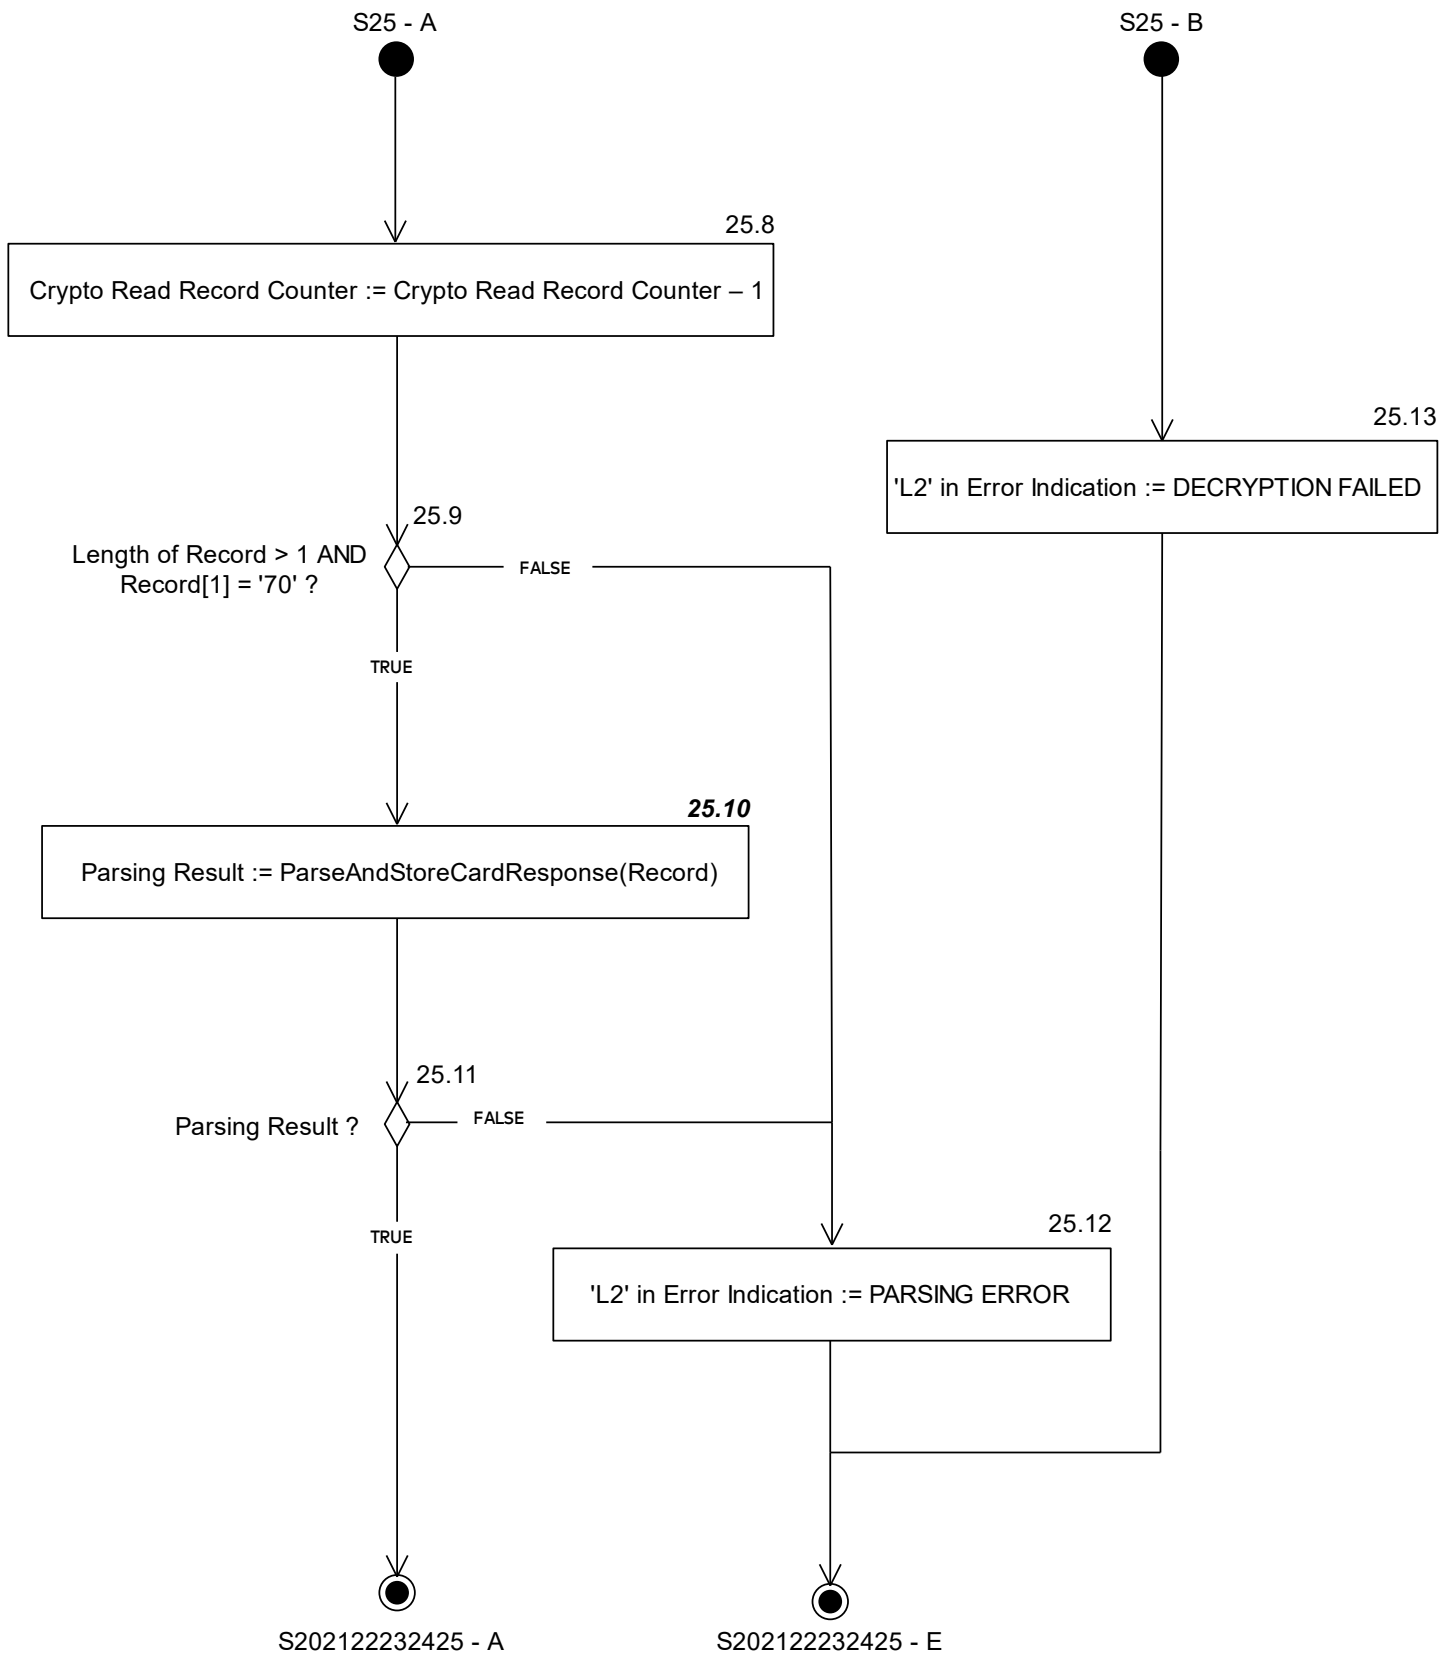 S25 - A
S25 - B
25.8
Crypto Read Record Counter := Crypto Read Record Counter – 1
25.13
'L2' in Error Indication := DECRYPTION FAILED
25.9
Length of Record > 1 AND
Record[1] = '70' ?
FALSE
TRUE
25.10
Parsing Result := ParseAndStoreCardResponse(Record)
25.11
Parsing Result ?
FALSE
TRUE
25.12
'L2' in Error Indication := PARSING ERROR
S202122232425 - A
S202122232425 - E